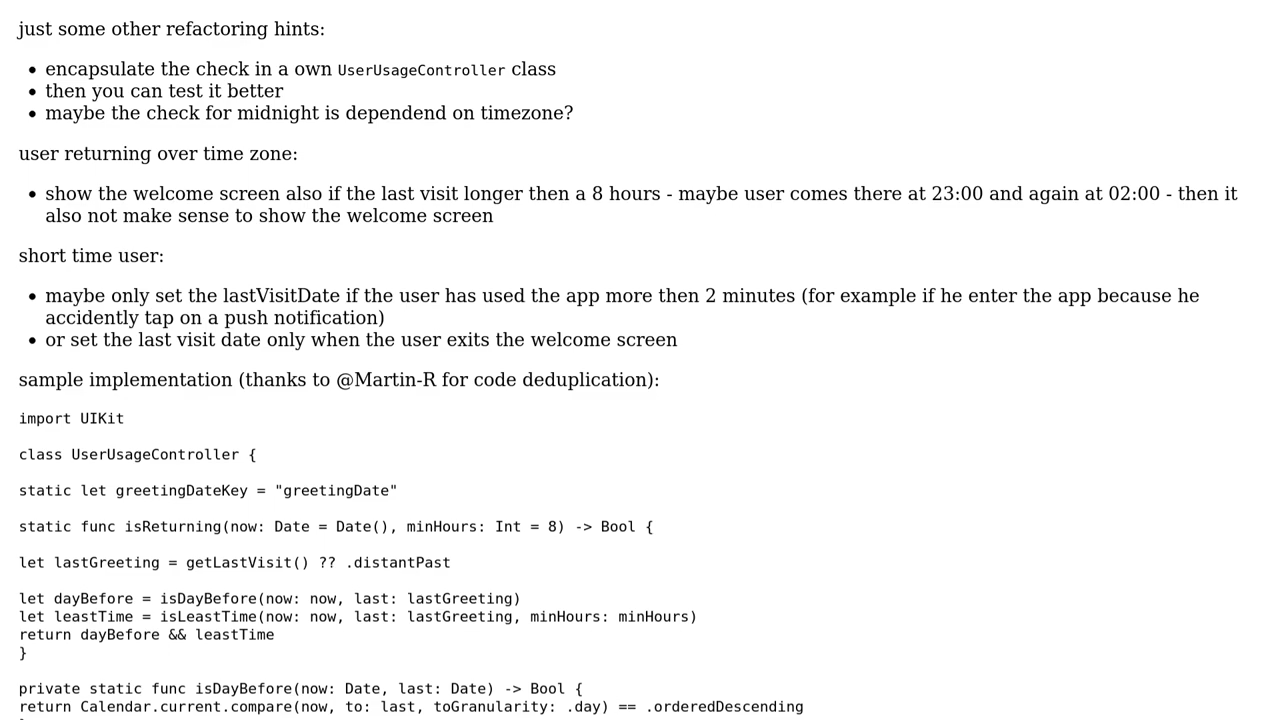 just some other refactoring hints:
• encapsulate the check in a own UserUsageController class
• then you can test it better
• maybe the check for midnight is dependend on timezone?
user returning over time zone:
• show the welcome screen also if the last visit longer then a 8 hours - maybe user comes there at 23:00 and again at 02:00 - then it
also not make sense to show the welcome screen
short time user:
• maybe only set the lastVisitDate if the user has used the app more then 2 minutes (for example if he enter the app because he
accidently tap on a push notification)
• or set the last visit date only when the user exits the welcome screen
sample implementation (thanks to @Martin-R for code deduplication):
import UIKit
class UserUsageController {
static let greetingDateKey = "greetingDate"
static func isReturning(now: Date = Date(), minHours: Int = 8) -> Bool {
let lastGreeting = getLastVisit() ?? .distantPast
let dayBefore = isDayBefore(now: now, last: lastGreeting)
let leastTime = isLeastTime(now: now, last: lastGreeting, minHours: minHours)
return dayBefore && leastTime
}
private static func isDayBefore(now: Date, last: Date) -> Bool {
return Calendar.current.compare(now, to: last, toGranularity: .day) == .orderedDescending